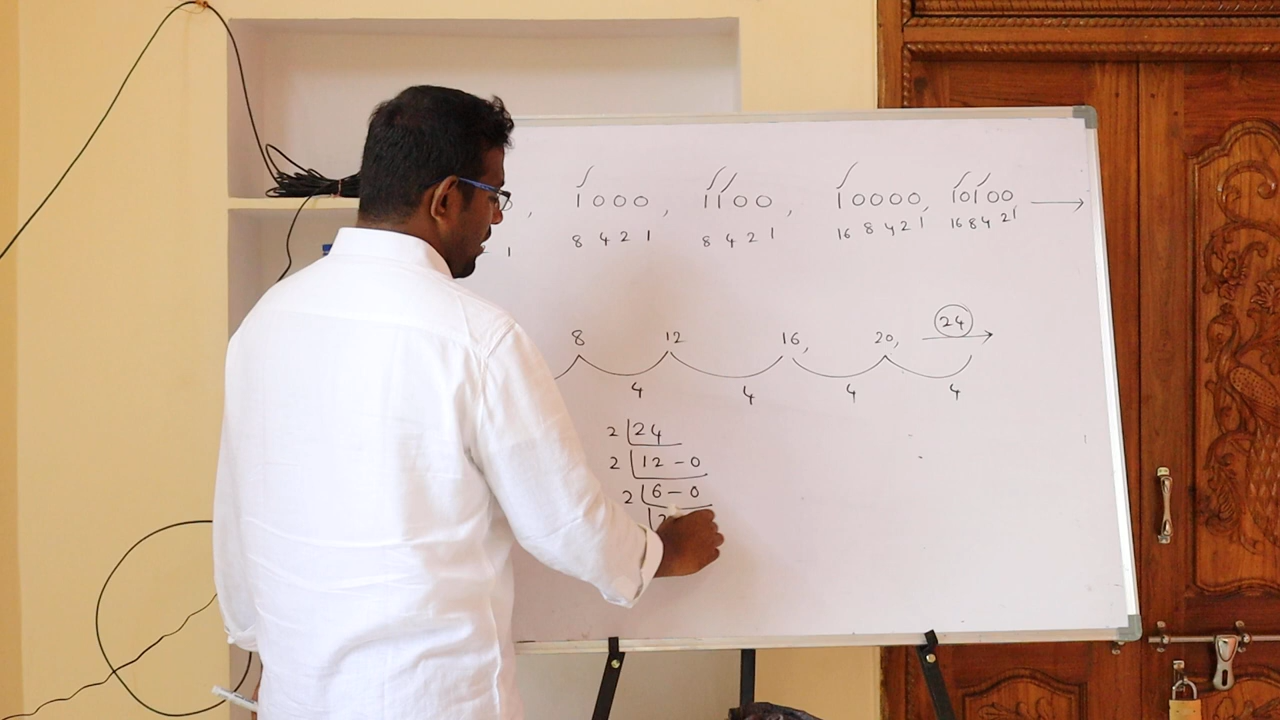 , 1000 , 1100 , 10000, 10100 →
1 8 4 2 1 8 4 2 1 16 8 4 2 1 16 8 4 2 1
8 12 16, 20, 24 →
4 4 4 4
2 24
2 12 - 0
2 6 - 0